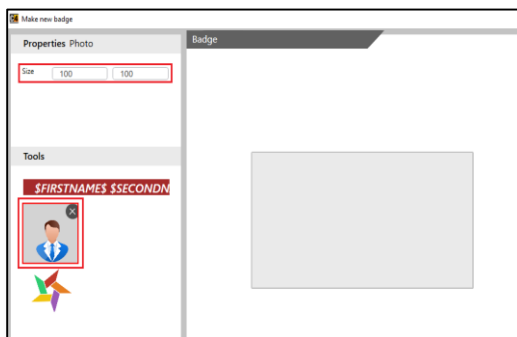 Make new badge
Properties Photo
Badge
Size
100
100
Tools
$FIRSTNAME$ $SECONDN